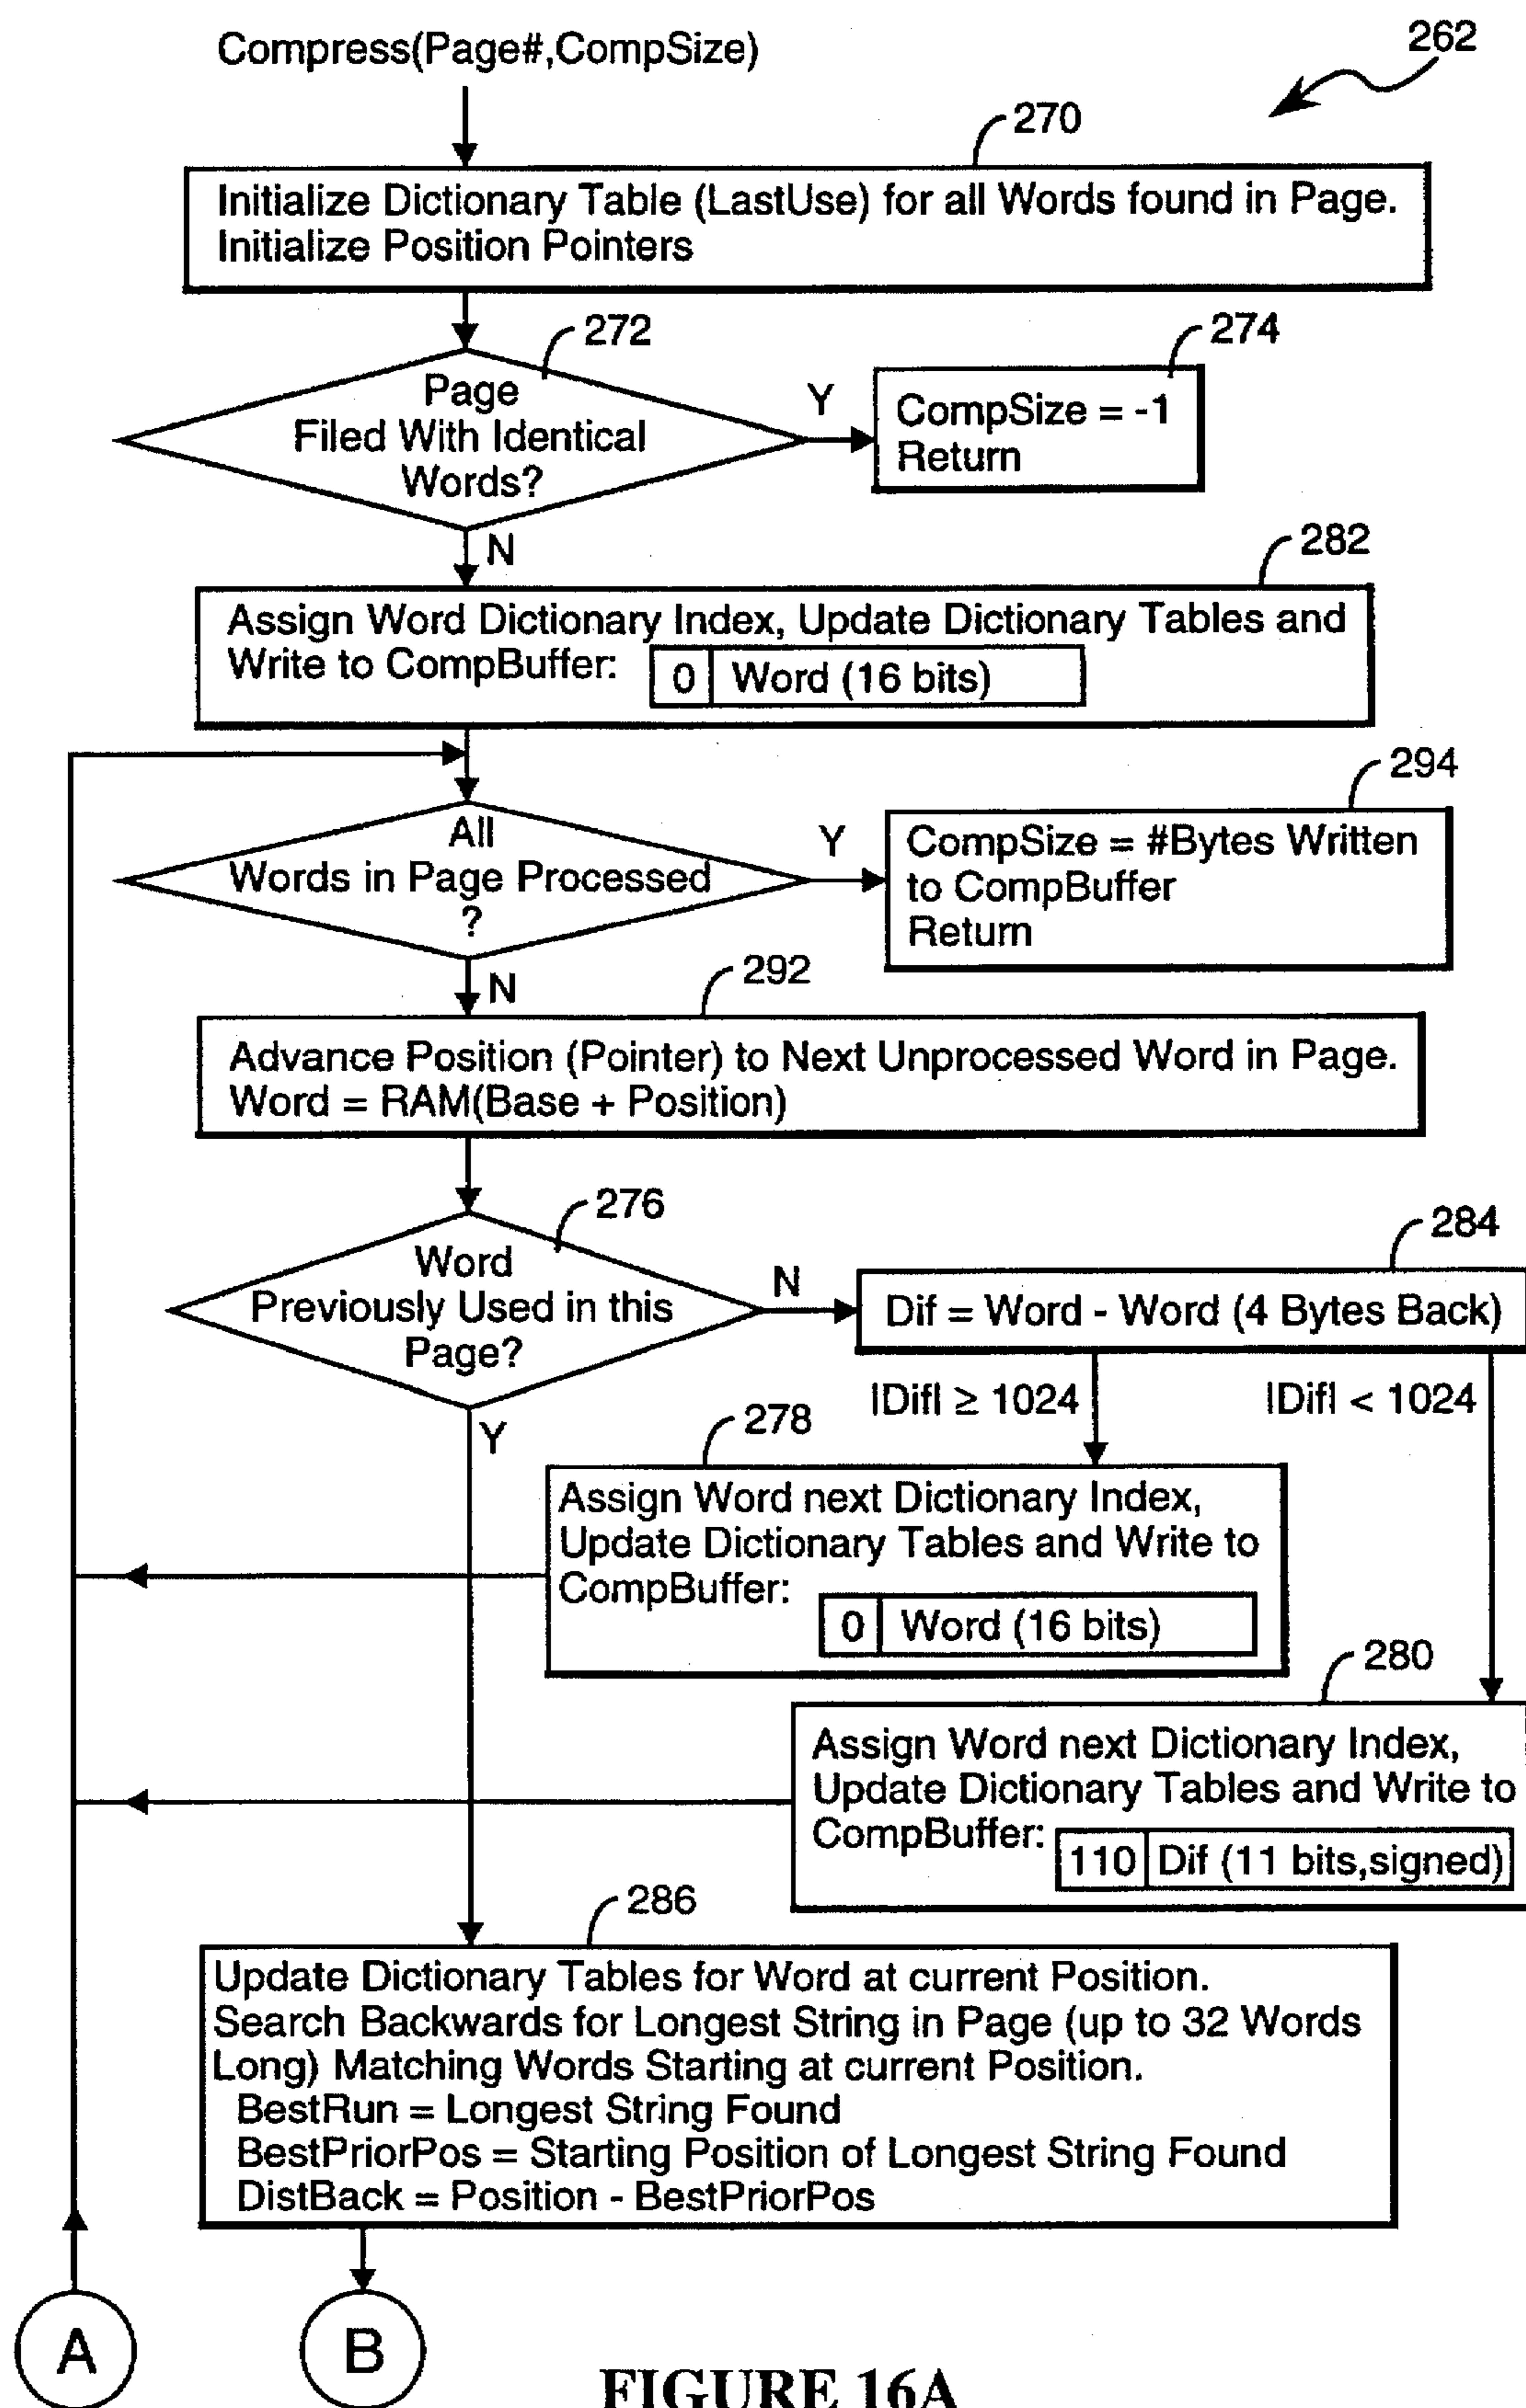 Compress(Page#,CompSize)
262
270
Initialize Dictionary Table (LastUse) for all Words found in Page.
Initialize Position Pointers
272
Page
Filed With Identical
Words?
Y
274
CompSize = -1
Return
N
282
Assign Word Dictionary Index, Update Dictionary Tables and
Write to CompBuffer: 0 Word (16 bits)
All
Words in Page Processed
?
Y
294
CompSize = #Bytes Written
to CompBuffer
Return
N
292
Advance Position (Pointer) to Next Unprocessed Word in Page.
Word = RAM(Base + Position)
276
Word
Previously Used in this
Page?
N
284
Dif = Word - Word (4 Bytes Back)
|Dif| ≥ 1024
|Dif| < 1024
Y
278
Assign Word next Dictionary Index,
Update Dictionary Tables and Write to
CompBuffer:
0 Word (16 bits)
280
Assign Word next Dictionary Index,
Update Dictionary Tables and Write to
CompBuffer: 110 Dif (11 bits,signed)
286
Update Dictionary Tables for Word at current Position.
Search Backwards for Longest String in Page (up to 32 Words
Long) Matching Words Starting at current Position.
BestRun = Longest String Found
BestPriorPos = Starting Position of Longest String Found
DistBack = Position - BestPriorPos
A
B
FIGURE 16A